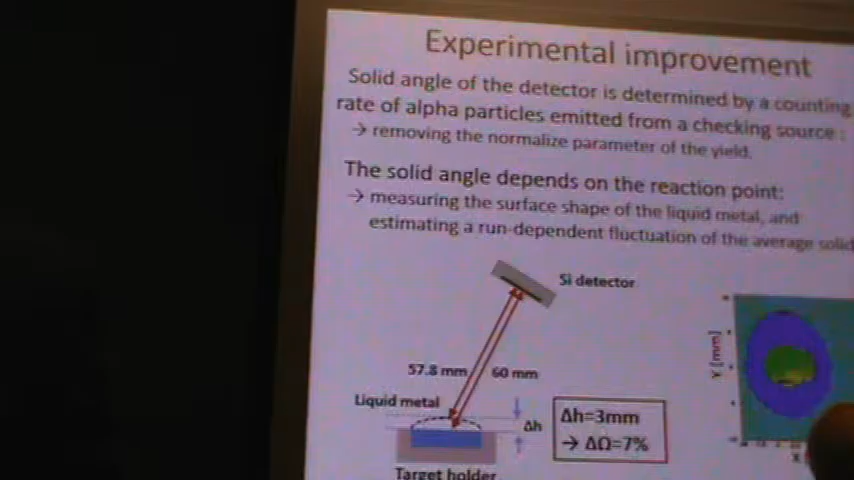 Experimental improvement
Solid angle of the detector is determined by a counting
rate of alpha particles emitted from a checking source :
→ removing the normalize parameter of the yield.
The solid angle depends on the reaction point:
→ measuring the surface shape of the liquid metal, and
estimating a run-dependent fluctuation of the average solid
Si detector
57.8 mm
60 mm
Liquid metal
Δh
Δh=3mm
→ ΔΩ=7%
Target holder
Y [mm]
X